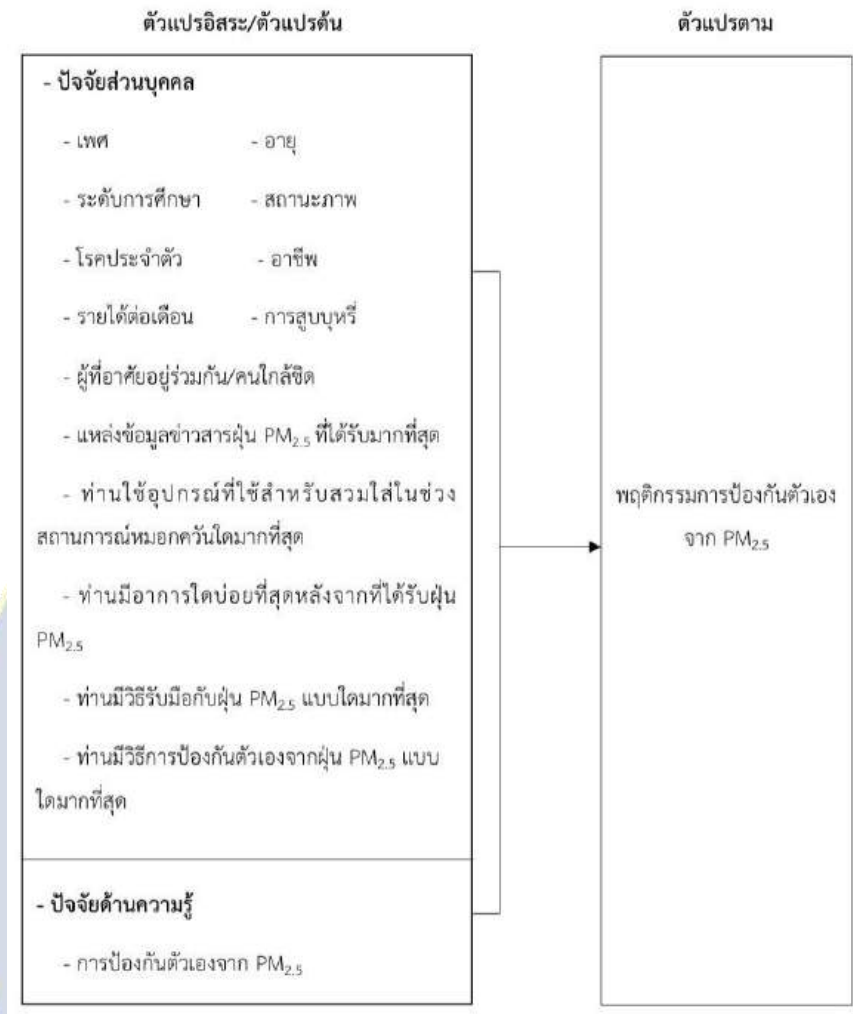 ตัวแปรอิสระ/ตัวแปรต้น ตัวแปรตาม
- ปัจจัยส่วนบุคคล
- เพศ - อายุ
- ระดับการศึกษา - สถานะภาพ
- โรคประจำตัว - อาชีพ
- รายได้ต่อเดือน - การสูบบุหรี่
- ผู้ที่อาศัยอยู่ร่วมกัน/คนใกล้ชิด
- แหล่งข้อมูลข่าวสารฝุ่น PM2.5 ที่ได้รับมากที่สุด
- ท่านใช้อุปกรณ์ที่ใช้สำหรับสวมใส่ในช่วง
สถานการณ์หมอกควันใดมากที่สุด
- ท่านมีอาการใดบ่อยที่สุดหลังจากที่ได้รับฝุ่น
PM2.5
- ท่านมีวิธีรับมือกับฝุ่น PM2.5 แบบใดมากที่สุด
- ท่านมีวิธีการป้องกันตัวเองจากฝุ่น PM2.5 แบบ
ใดมากที่สุด
- ปัจจัยด้านความรู้
- การป้องกันตัวเองจาก PM2.5
พฤติกรรมการป้องกันตัวเอง
จาก PM2.5